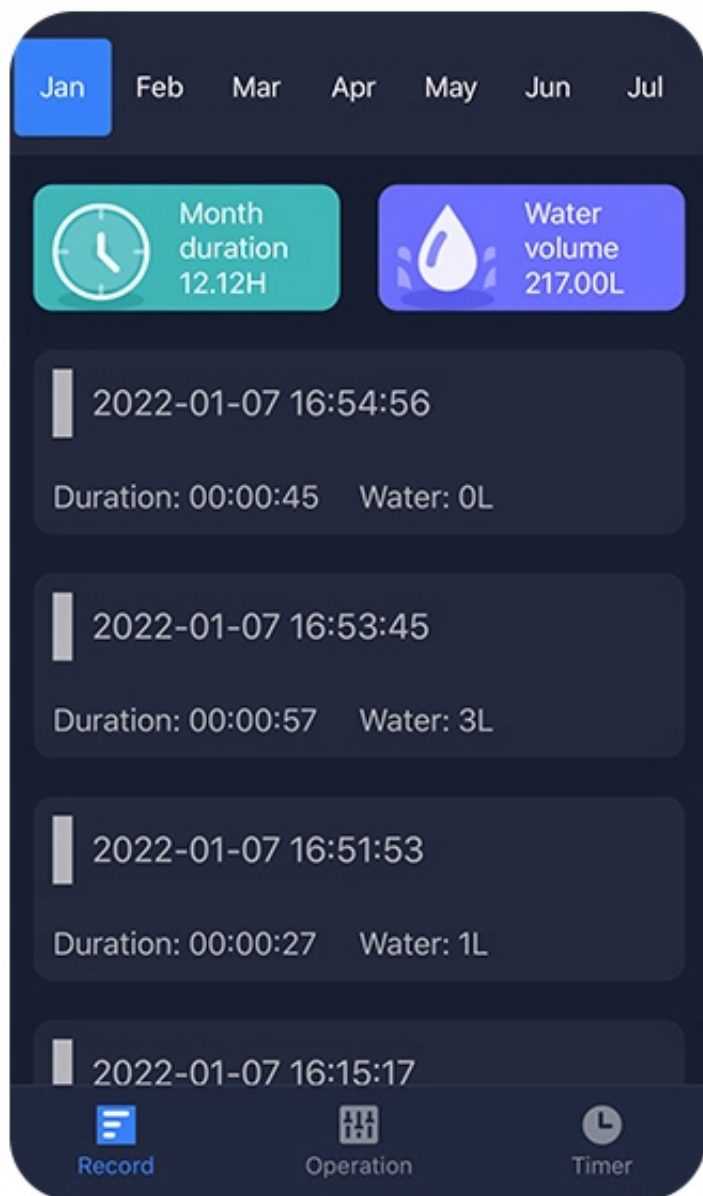 Jan Feb Mar Apr May Jun Jul
Month
duration
12.12H
Water
volume
217.00L
2022-01-07 16:54:56
Duration: 00:00:45 Water: 0L
2022-01-07 16:53:45
Duration: 00:00:57 Water: 3L
2022-01-07 16:51:53
Duration: 00:00:27 Water: 1L
2022-01-07 16:15:17
Record Operation Timer